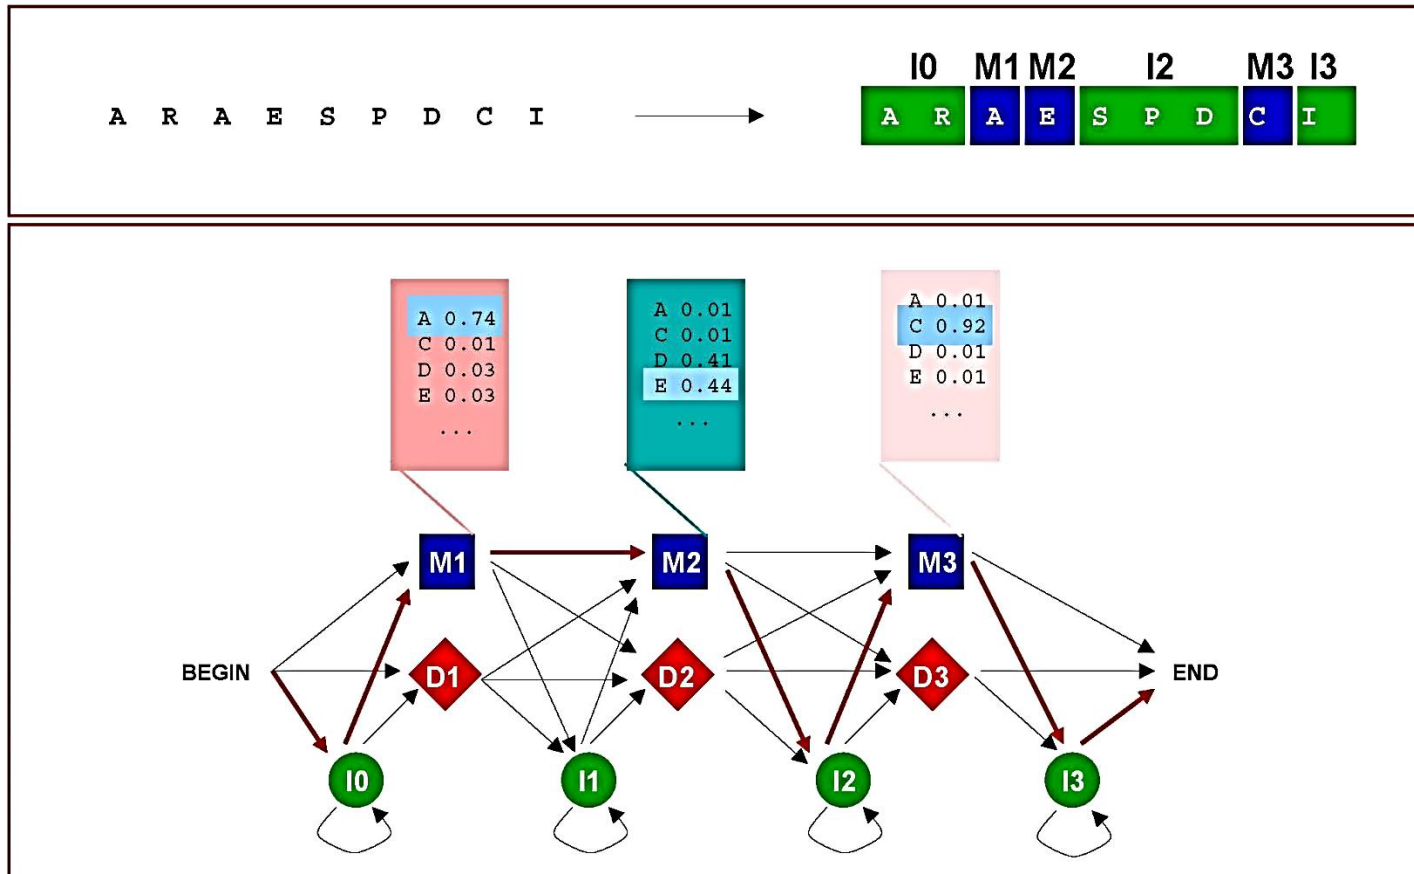 I0 M1 M2 I2 M3 I3
A R A E S P D C I
A R A E S P D C I
A 0.74
C 0.01
D 0.03
E 0.03
...
A 0.01
C 0.01
D 0.41
E 0.44
...
A 0.01
C 0.92
D 0.01
E 0.01
...
M1 M2 M3
BEGIN D1 D2 D3 END
I0 I1 I2 I3